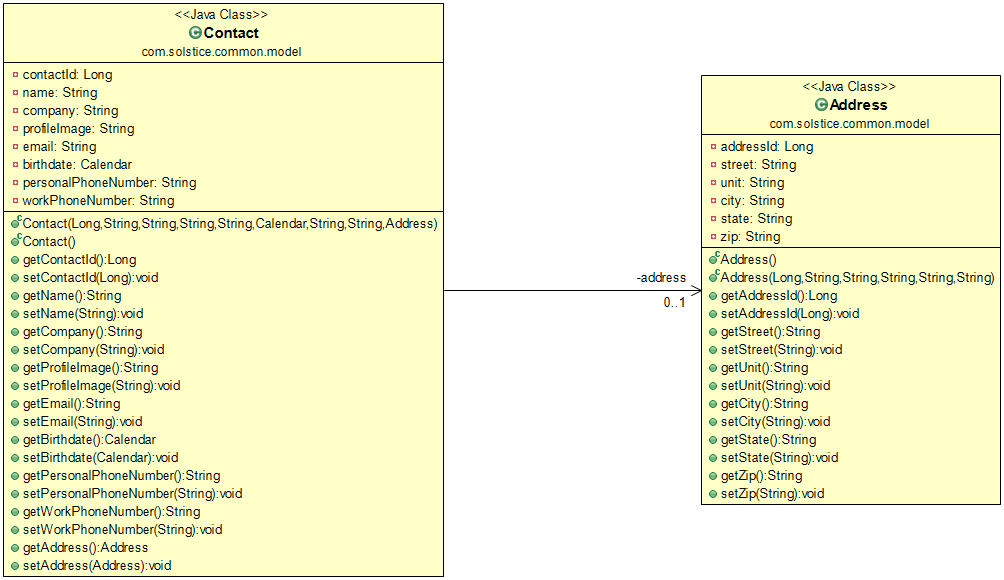 <<Java Class>>
Contact
com.solstice.common.model
contactId: Long
name: String
company: String
profileImage: String
email: String
birthdate: Calendar
personalPhoneNumber: String
workPhoneNumber: String
Contact(Long,String,String,String,String,Calendar,String,String,Address)
Contact()
getContactId():Long
setContactId(Long):void
getName():String
setName(String):void
getCompany():String
setCompany(String):void
getProfileImage():String
setProfileImage(String):void
getEmail():String
setEmail(String):void
getBirthdate():Calendar
setBirthdate(Calendar):void
getPersonalPhoneNumber():String
setPersonalPhoneNumber(String):void
getWorkPhoneNumber():String
setWorkPhoneNumber(String):void
getAddress():Address
setAddress(Address):void
-address
0..1
<<Java Class>>
Address
com.solstice.common.model
addressId: Long
street: String
unit: String
city: String
state: String
zip: String
Address()
Address(Long,String,String,String,String,String)
getAddressId():Long
setAddressId(Long):void
getStreet():String
setStreet(String):void
getUnit():String
setUnit(String):void
getCity():String
setCity(String):void
getState():String
setState(String):void
getZip():String
setZip(String):void